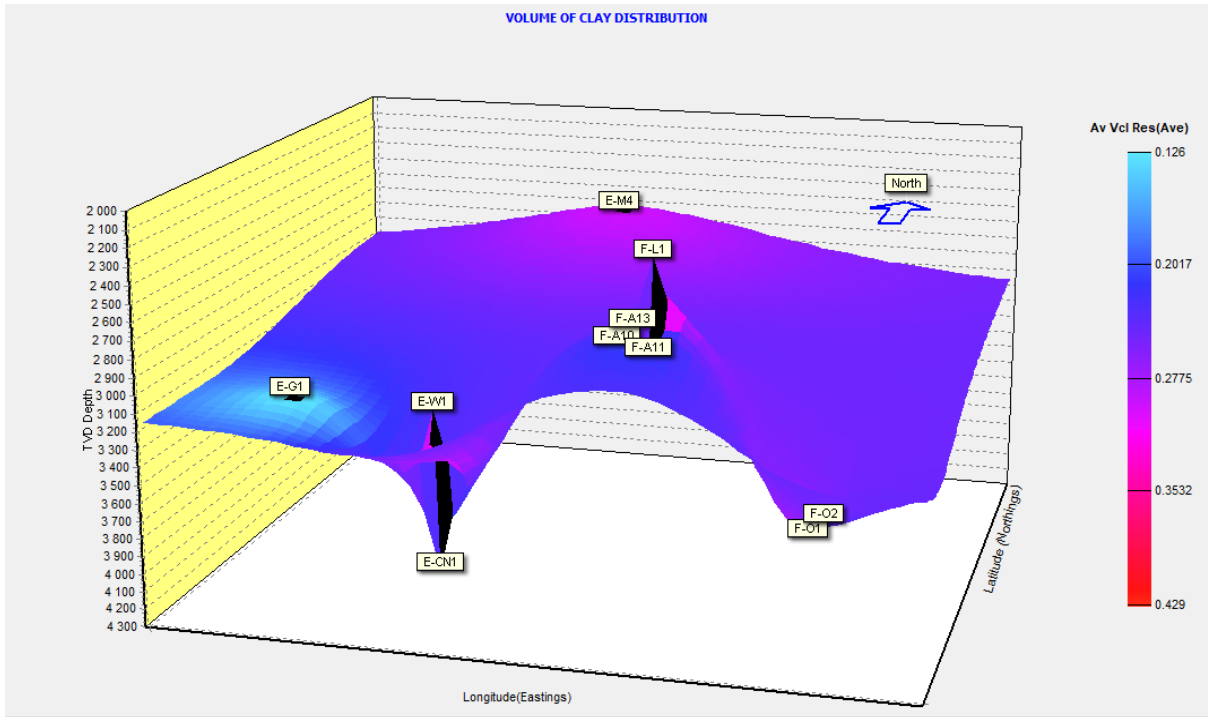 VOLUME OF CLAY DISTRIBUTION
Av Vcl Res(Ave)
0.126
0.2017
0.2775
0.3532
0.429
North
E-M4
F-L1
F-A13
F-A10
F-A11
E-G1
E-W1
E-CN1
F-O2
F-O1
TVD Depth
2 000
2 100
2 200
2 300
2 400
2 500
2 600
2 700
2 800
2 900
3 000
3 100
3 200
3 300
3 400
3 500
3 600
3 700
3 800
3 900
4 000
4 100
4 200
4 300
Longitude(Eastings)
Latitude (Northings)